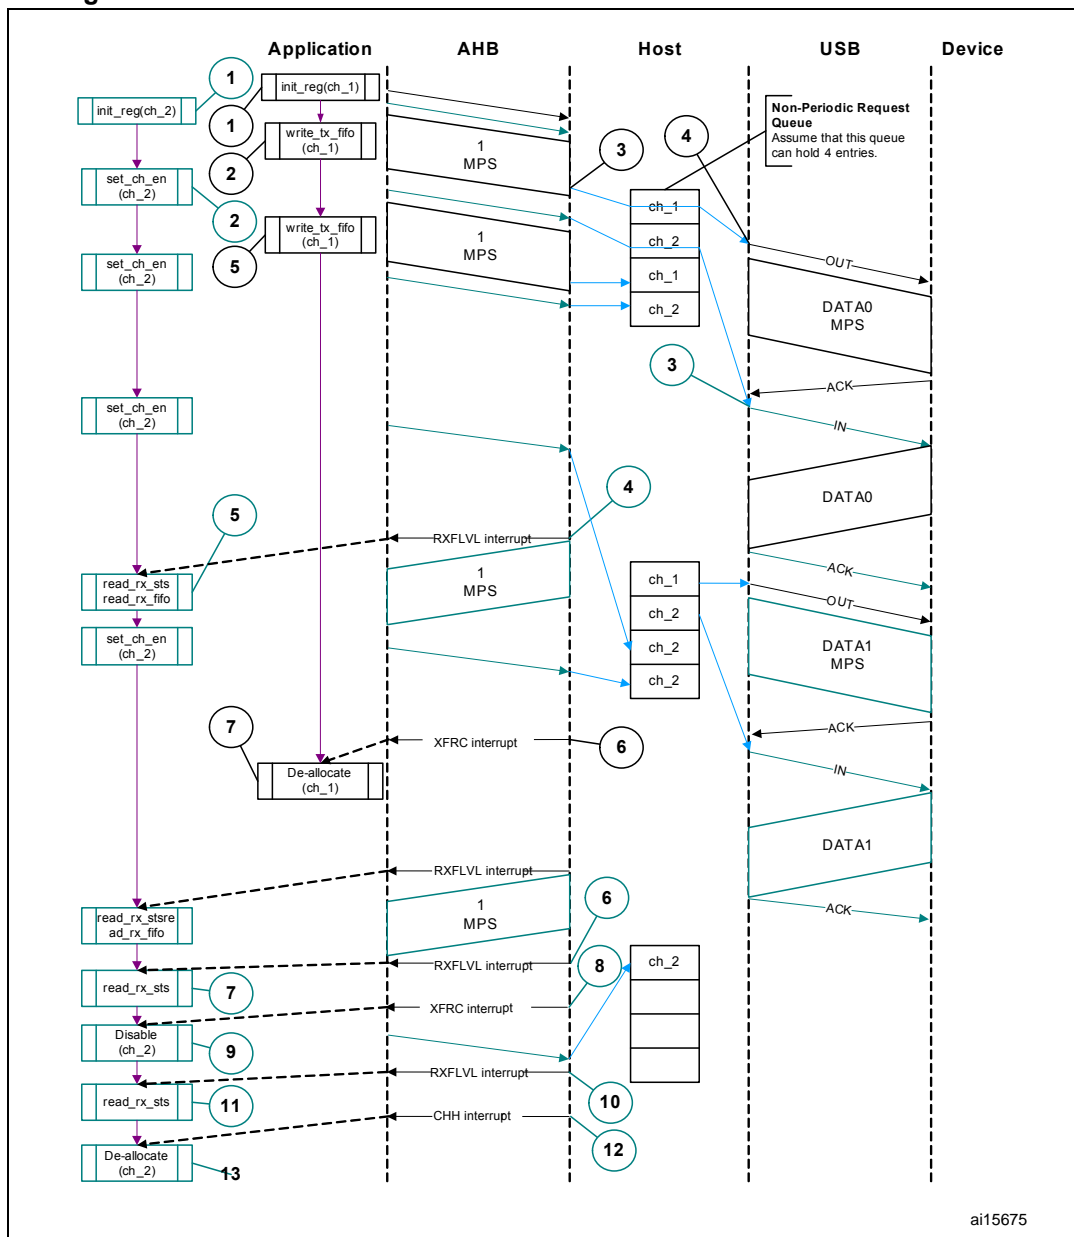 g
Application AHB Host USB Device
1
init_reg(ch_2)
init_reg(ch_1)
1
Non-Periodic Request
Queue
Assume that this queue
can hold 4 entries.
write_tx_fifo
(ch_1)
2
1
MPS
3
4
set_ch_en
(ch_2)
2
ch_1
ch_2
ch_1
ch_2
write_tx_fifo
(ch_1)
5
1
MPS
set_ch_en
(ch_2)
OUT
DATA0
MPS
3
ACK
set_ch_en
(ch_2)
IN
4
DATA0
5
RXFLVL interrupt
ACK
read_rx_sts
read_rx_fifo
1
MPS
ch_1
ch_2
ch_2
ch_2
OUT
set_ch_en
(ch_2)
DATA1
MPS
7
XFRC interrupt
6
ACK
De-allocate
(ch_1)
IN
DATA1
RXFLVL interrupt
read_rx_stsre
ad_rx_fifo
1
MPS
6
ACK
RXFLVL interrupt
8
ch_2
read_rx_sts
7
XFRC interrupt
Disable
(ch_2)
9
RXFLVL interrupt
10
read_rx_sts
11
CHH interrupt
12
De-allocate
(ch_2)
13
ai15675